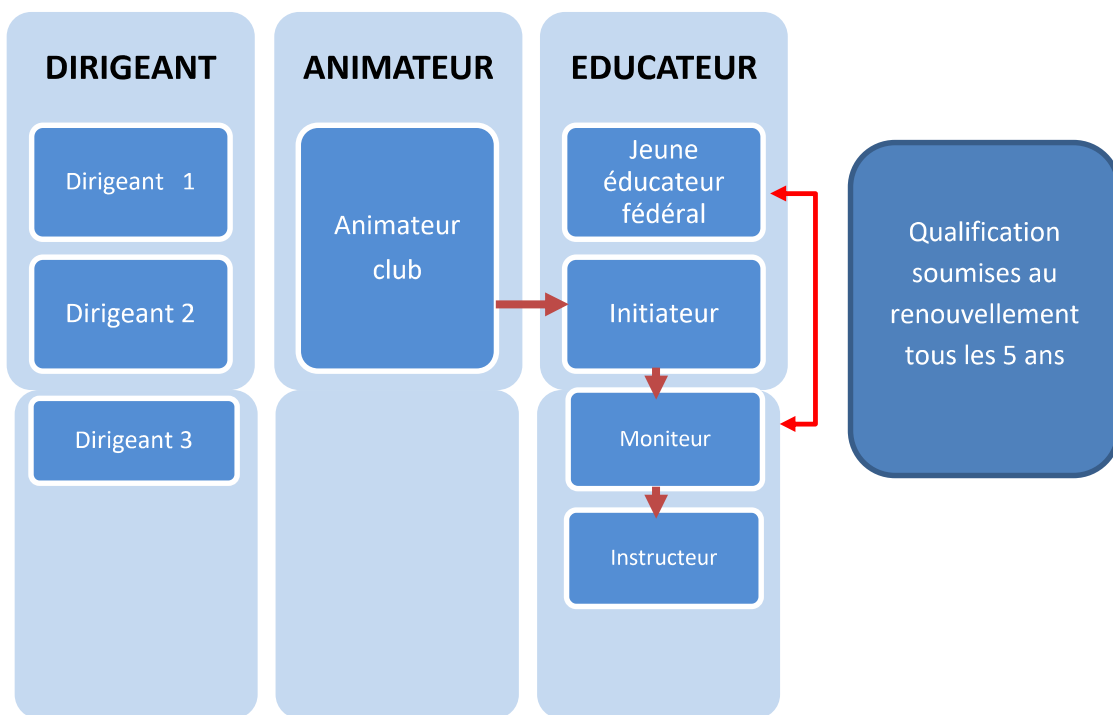 DIRIGEANT
Dirigeant 1
Dirigeant 2
Dirigeant 3
ANIMATEUR
Animateur
club
EDUCATEUR
Jeune
éducateur
fédéral
Initiateur
Moniteur
Instructeur
Qualification
soumises au
renouvellement
tous les 5 ans